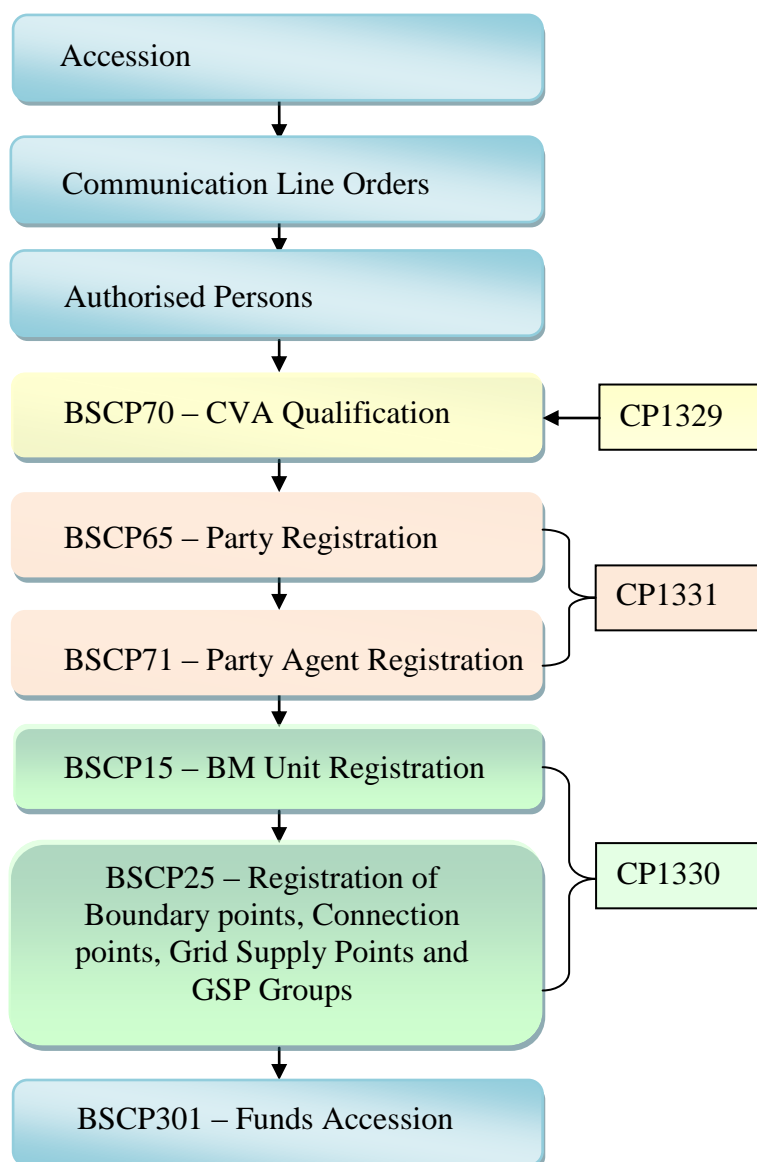 Accession
Communication Line Orders
Authorised Persons
BSCP70 – CVA Qualification
CP1329
BSCP65 – Party Registration
CP1331
BSCP71 – Party Agent Registration
BSCP15 – BM Unit Registration
CP1330
BSCP25 – Registration of
Boundary points, Connection
points, Grid Supply Points and
GSP Groups
BSCP301 – Funds Accession